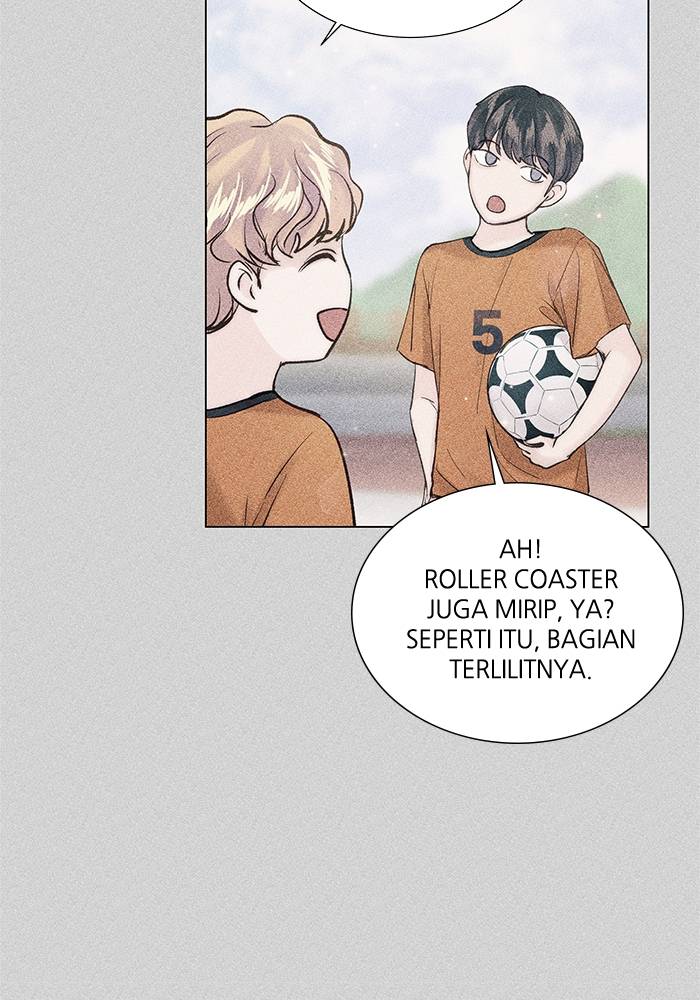 5
AH!
ROLLER COASTER
JUGA MIRIP, YA?
SEPERTI ITU, BAGIAN
TERLILITNYA.